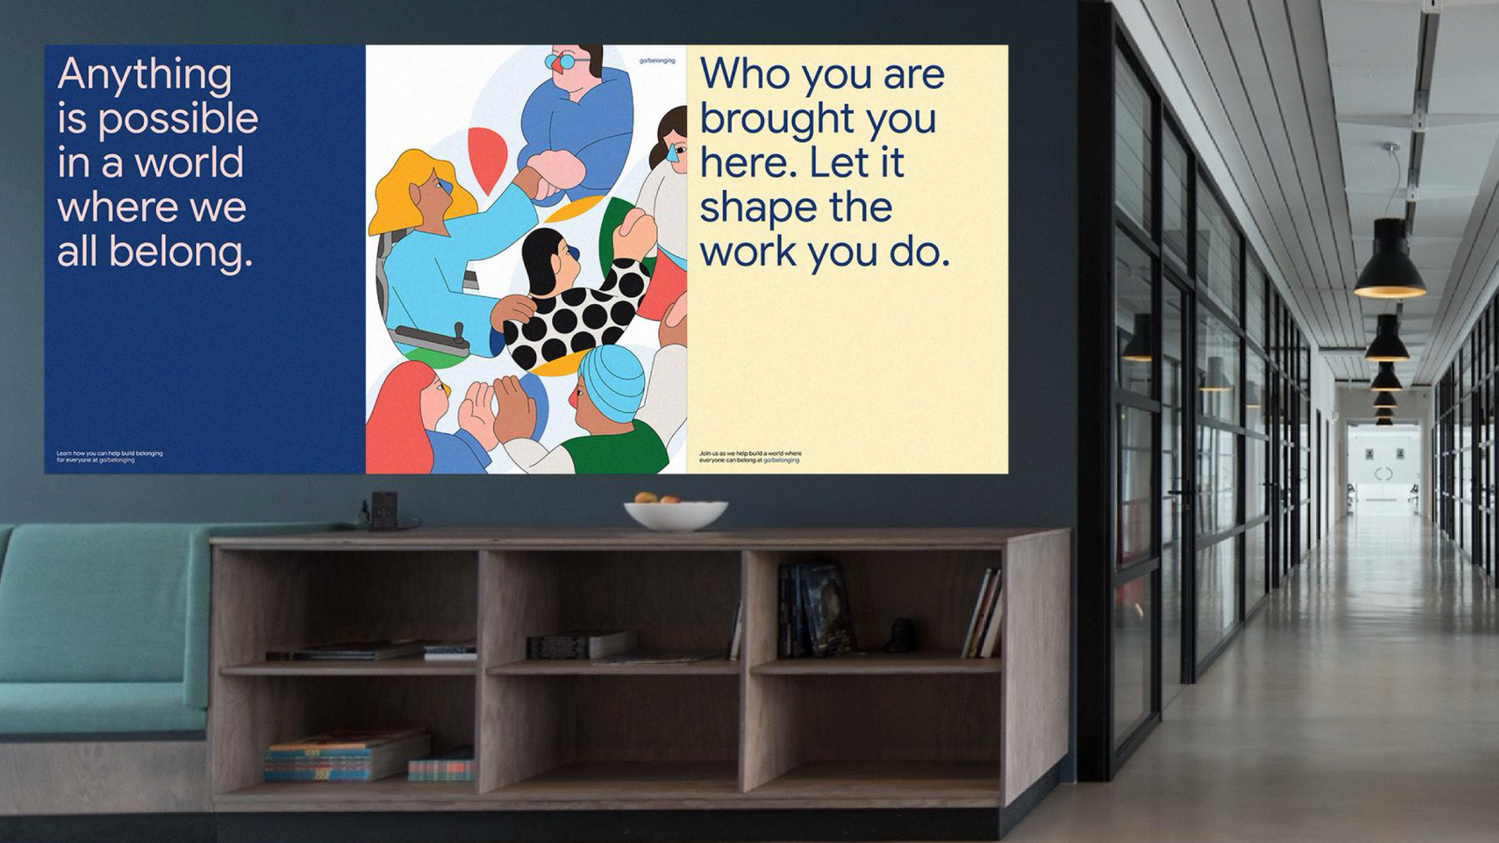 Anything
is possible
in a world
where we
all belong.
Learn how you can help build belonging
for everyone at go/belonging
go/belonging
Who you are
brought you
here. Let it
shape the
work you do.
Join us as we help build a world where
everyone can belong at go/belonging